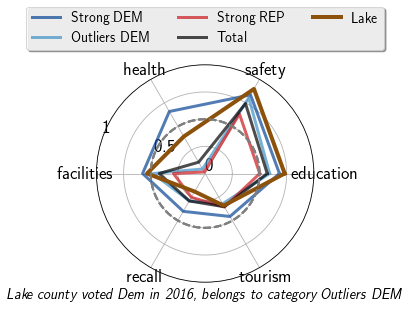 Strong DEM Strong REP Lake
Outliers DEM Total
health safety
1
0.5
0
facilities education
recall tourism
Lake county voted Dem in 2016, belongs to category Outliers DEM